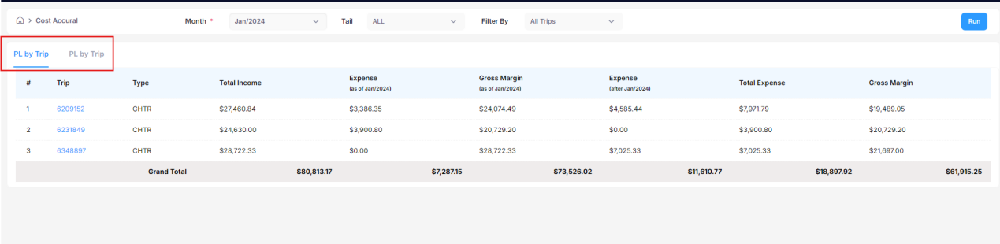 Cost Accural Month * Jan/2024 Tail ALL Filter By All Trips Run
PL by Trip PL by Trip
# Trip Type Total Income Expense (as of Jan/2024) Gross Margin (as of Jan/2024) Expense (after Jan/2024) Total Expense Gross Margin
1 6209152 CHTR $27,460.84 $3,386.35 $24,074.49 $4,585.44 $7,971.79 $19,489.05
2 6231849 CHTR $24,630.00 $3,900.80 $20,729.20 $0.00 $3,900.80 $20,729.20
3 6348897 CHTR $28,722.33 $0.00 $28,722.33 $7,025.33 $7,025.33 $21,697.00
Grand Total $80,813.17 $7,287.15 $73,526.02 $11,610.77 $18,897.92 $61,915.25